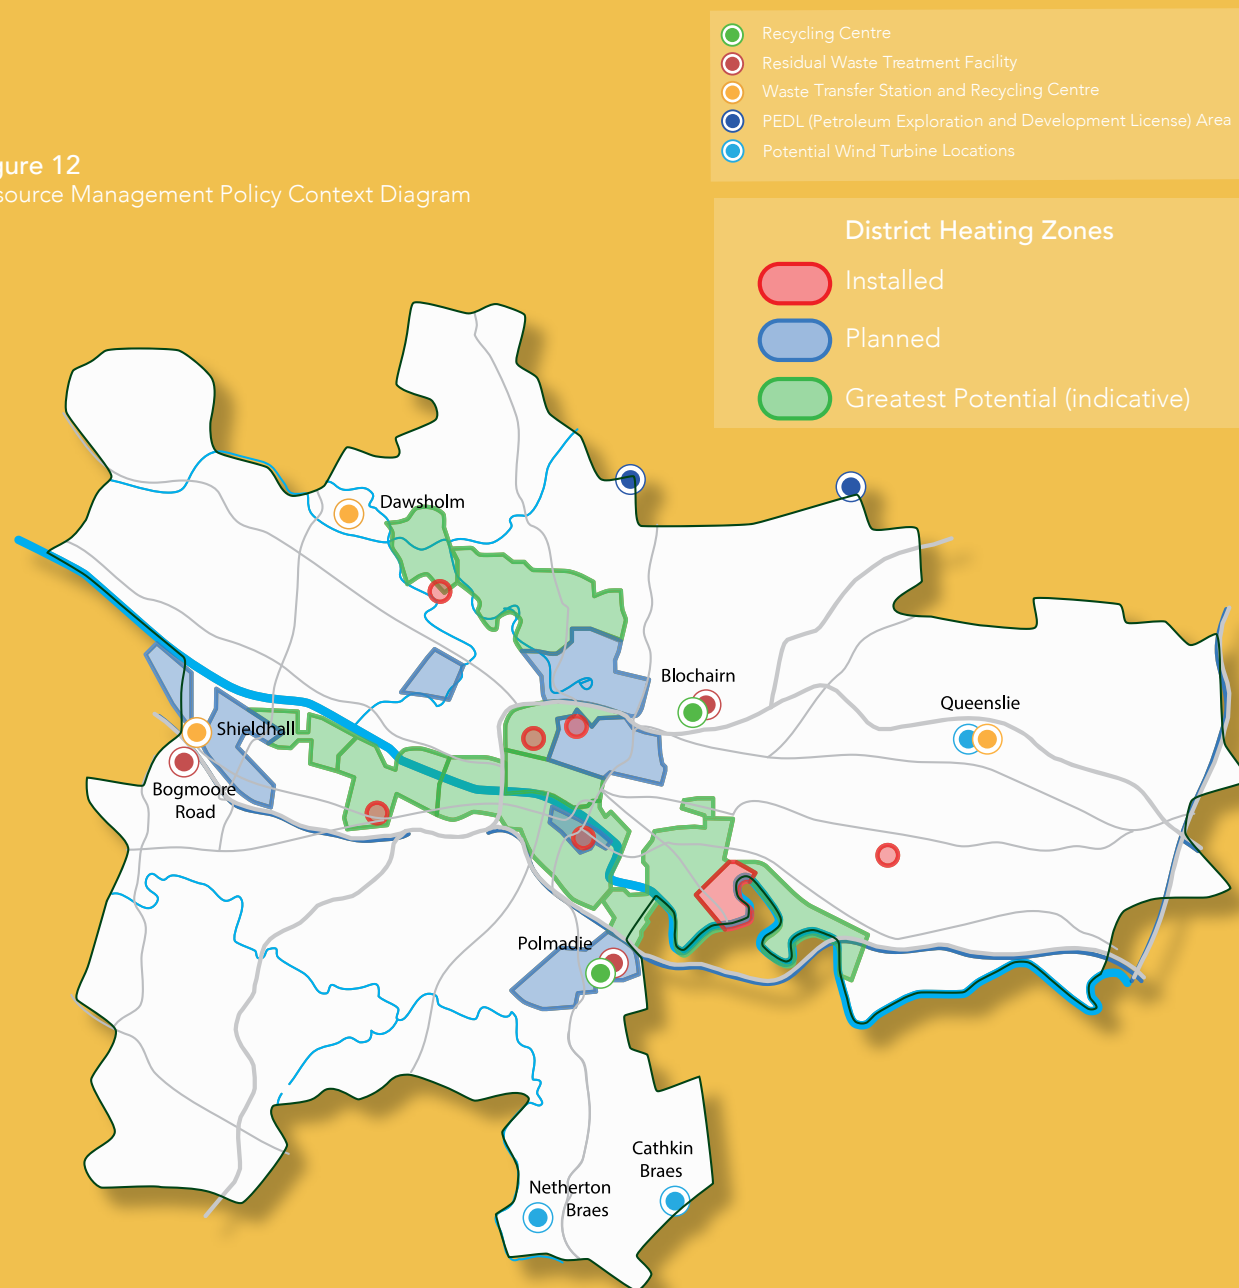 Recycling Centre
Residual Waste Treatment Facility
Waste Transfer Station and Recycling Centre
PEDL (Petroleum Exploration and Development License) Area
Potential Wind Turbine Locations
gure 12
source Management Policy Context Diagram
District Heating Zones
Installed
Planned
Greatest Potential (indicative)
Dawsholm
Blochairn
Queenslie
Shieldhall
Bogmoore
Road
Polmadie
Cathkin
Braes
Netherton
Braes